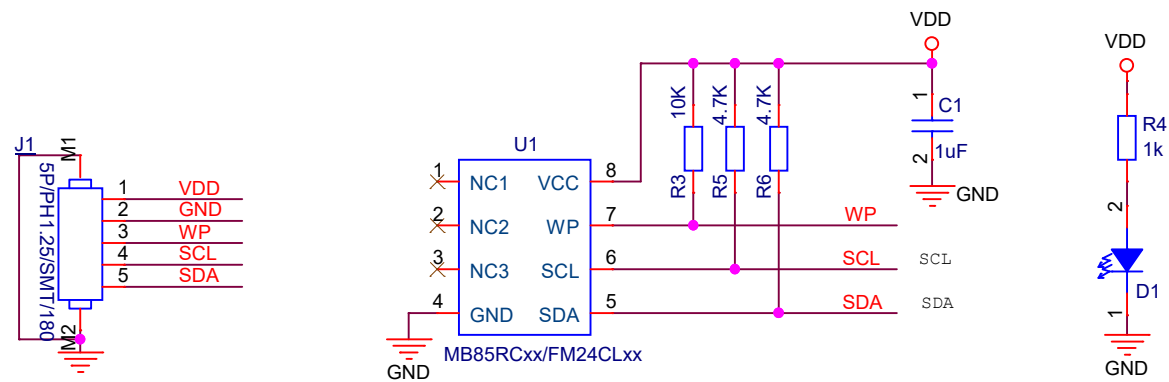 J1
M1
5P/PH1.25/SMT/180
M2
1 VDD
2 GND
3 WP
4 SCL
5 SDA
U1
1 NC1 VCC 8
2 NC2 WP 7
3 NC3 SCL 6
4 GND SDA 5
MB85RCxx/FM24CLxx
GND
10K
R3
4.7K
R5
4.7K
R6
WP
SCL SCL
SDA SDA
VDD
1
C1
1uF
2
GND
VDD
R4
1k
2
D1
1
GND